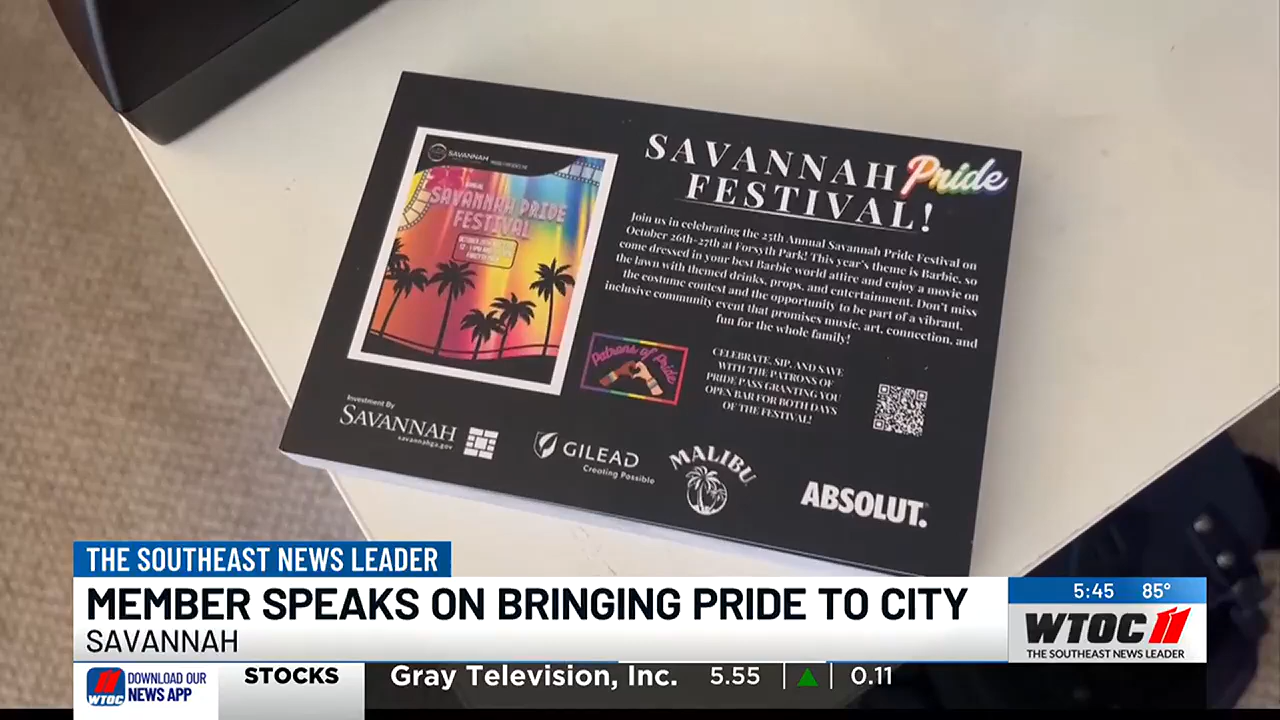 SAVANNAH
SAVANNAH PRIDE
FESTIVAL
SAVANNAH Pride
FESTIVAL!
Join us in celebrating the 25th Annual Savannah Pride Festival on
October 26th-27th at Forsyth Park! This year's theme is Barbie, so
come dressed in your best Barbie world attire and enjoy a movie on
the lawn with themed drinks, props, and entertainment. Don't miss
the costume contest and the opportunity to be part of a vibrant,
inclusive community event that promises music, art, connection, and
fun for the whole family!
Patrons of Pride
CELEBRATE, SIP, AND SAVE
WITH THE PATRONS OF
PRIDE PASS GRANTING YOU
OPEN BAR FOR BOTH DAYS
OF THE FESTIVAL!
Investment By
SAVANNAH
savannahga.gov
GILEAD
Creating Possible
MALIBU
ABSOLUT.
THE SOUTHEAST NEWS LEADER
MEMBER SPEAKS ON BRINGING PRIDE TO CITY
SAVANNAH
5:45 85°
WTOC 11
THE SOUTHEAST NEWS LEADER
WTOC
DOWNLOAD OUR
NEWS APP
STOCKS
Gray Television, Inc. 5.55 0.11